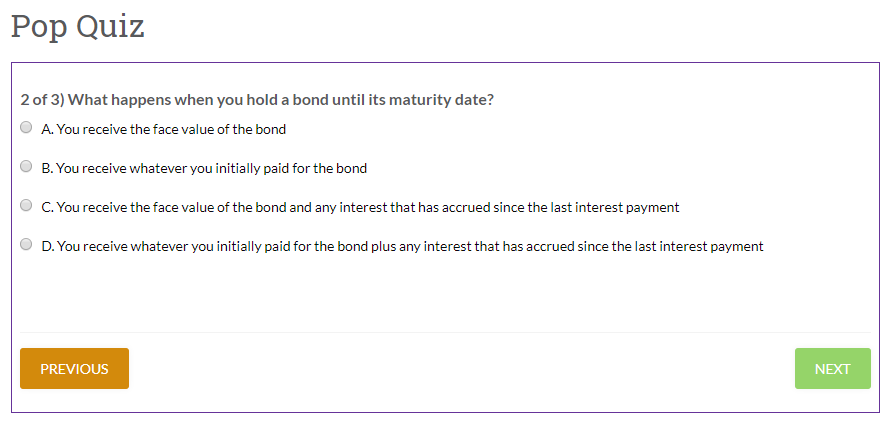 Pop Quiz
2 of 3) What happens when you hold a bond until its maturity date?
A. You receive the face value of the bond
B. You receive whatever you initially paid for the bond
C. You receive the face value of the bond and any interest that has accrued since the last interest payment
D. You receive whatever you initially paid for the bond plus any interest that has accrued since the last interest payment
PREVIOUS
NEXT